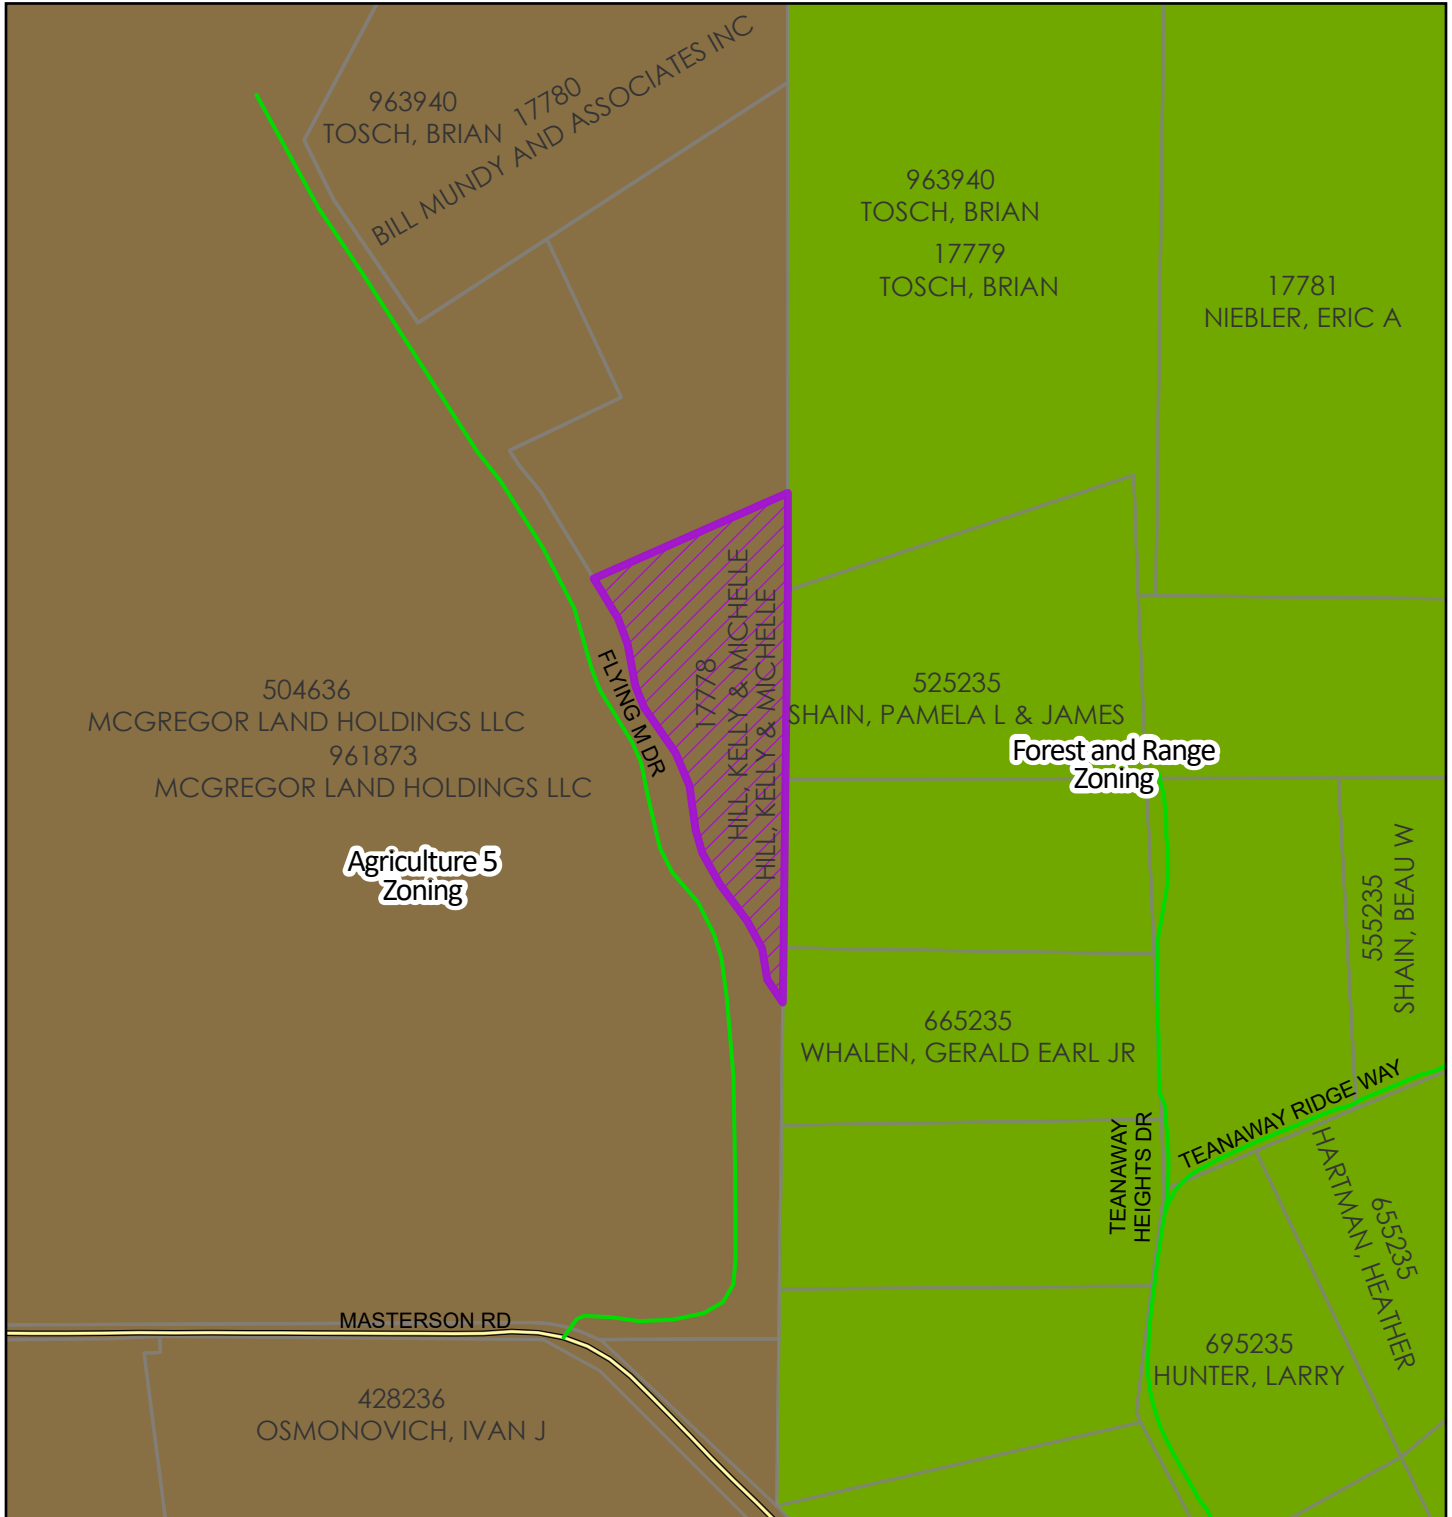 963940
TOSCH, BRIAN
17780
BILL MUNDY AND ASSOCIATES INC
963940
TOSCH, BRIAN
17779
TOSCH, BRIAN
17781
NIEBLER, ERIC A
17778
HILL, KELLY & MICHELLE
HILL, KELLY & MICHELLE
FLYING M DR
504636
MCGREGOR LAND HOLDINGS LLC
961873
MCGREGOR LAND HOLDINGS LLC
525235
SHAIN, PAMELA L & JAMES
Forest and Range
Zoning
Agriculture 5
Zoning
555235
SHAIN, BEAU W
665235
WHALEN, GERALD EARL JR
TEANAWAY RIDGE WAY
TEANAWAY
HEIGHTS DR
655235
HARTMAN, HEATHER
MASTERSON RD
695235
HUNTER, LARRY
428236
OSMONOVICH, IVAN J